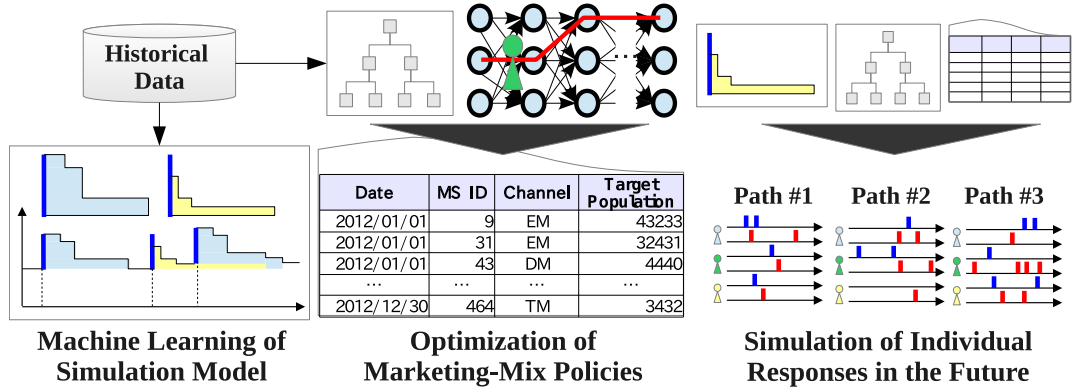 Historical
Data
Date MS ID Channel Target Population
2012/01/01 9 EM 43233
2012/01/01 31 EM 32431
2012/01/01 43 DM 4440
... ... ... ...
2012/12/30 464 TM 3432
Path #1 Path #2 Path #3
Machine Learning of
Simulation Model
Optimization of
Marketing-Mix Policies
Simulation of Individual
Responses in the Future